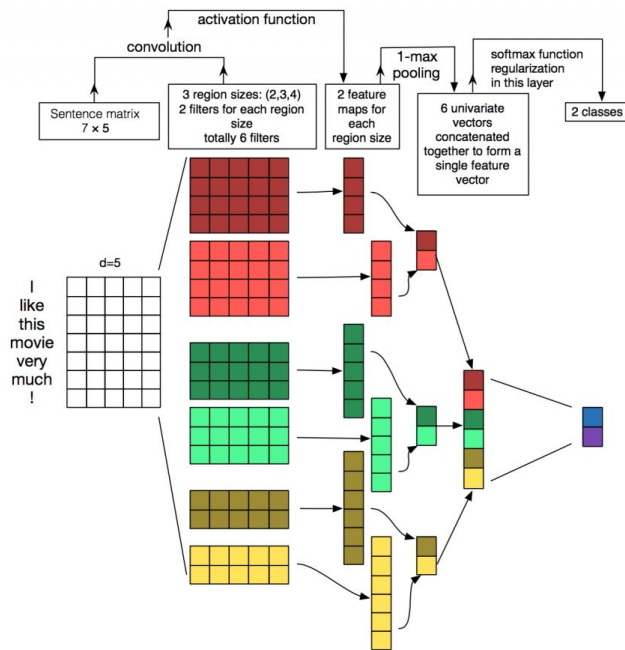 activation function
convolution
1-max
pooling
softmax function
regularization
in this layer
Sentence matrix
7 × 5
3 region sizes: (2,3,4)
2 filters for each region
size
totally 6 filters
2 feature
maps for
each
region size
6 univariate
vectors
concatenated
together to form a
single feature
vector
2 classes
d=5
I
like
this
movie
very
much
!